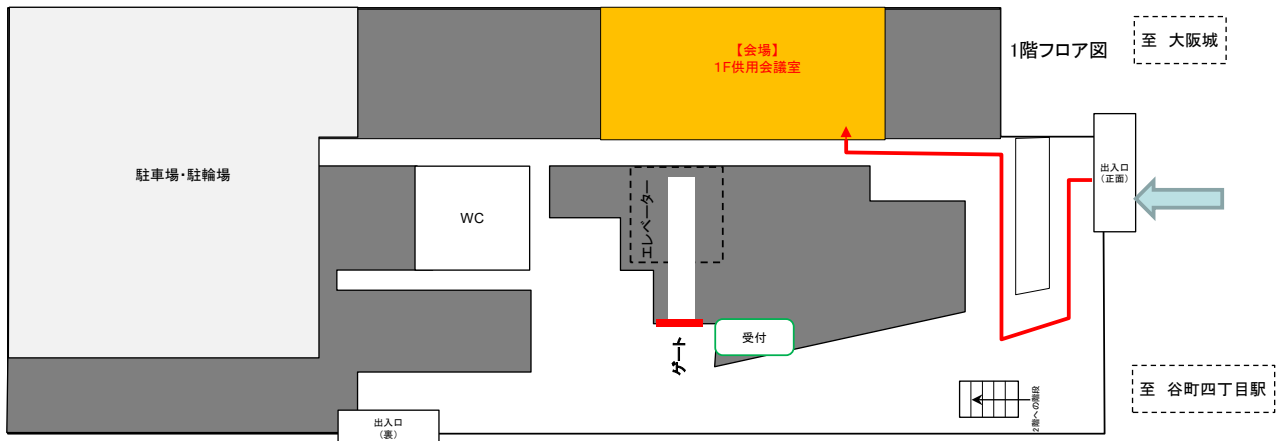 【会場】
1F供用会議室
1階フロア図
至 大阪城
駐車場・駐輪場
WC
エレベーター
出入口
(正面)
受付
ゲート
2階への階段
至 谷町四丁目駅
出入口
(裏)